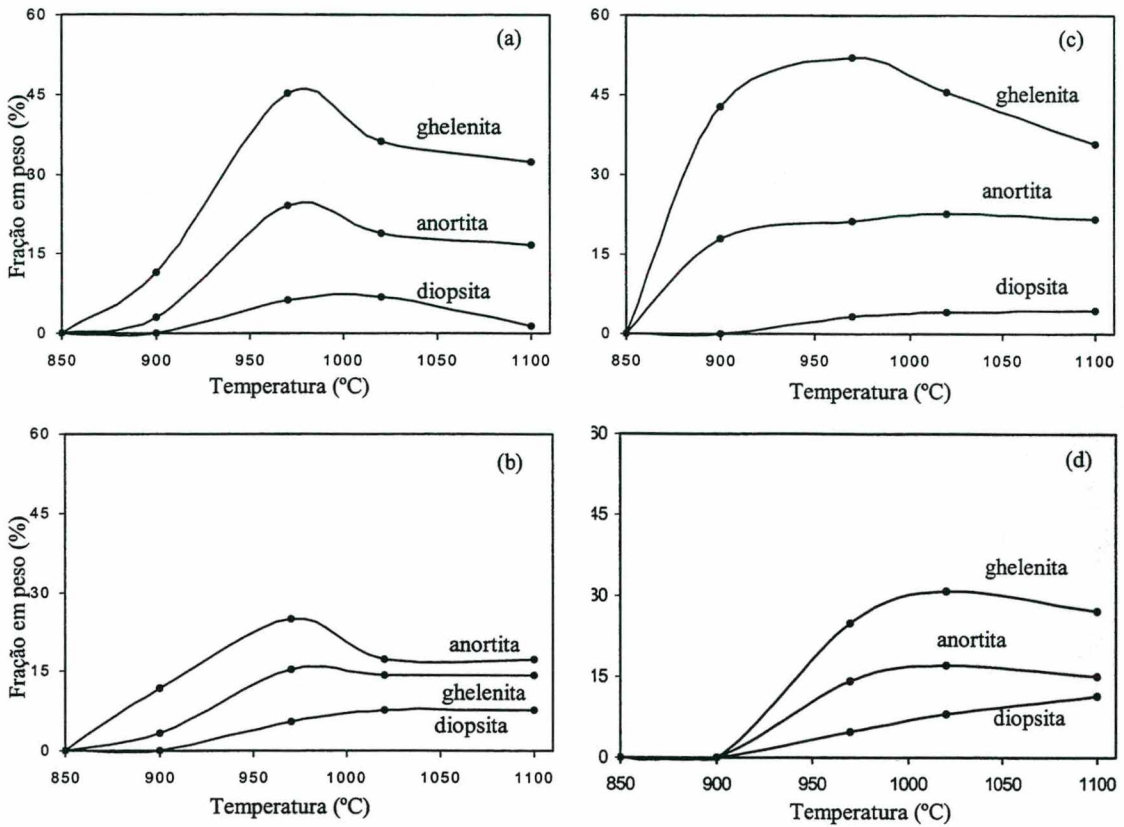 (a)
60
45
30
15
0
Fração em peso (%)
ghelenita
anortita
diopsita
850 900 950 1000 1050 1100
Temperatura (ºC)
(c)
60
45
30
15
0
ghelenita
anortita
diopsita
850 900 950 1000 1050 1100
Temperatura (ºC)
(b)
60
45
30
15
0
Fração em peso (%)
anortita
ghelenita
diopsita
850 900 950 1000 1050 1100
Temperatura (ºC)
(d)
60
45
30
15
0
ghelenita
anortita
diopsita
850 900 950 1000 1050 1100
Temperatura (ºC)